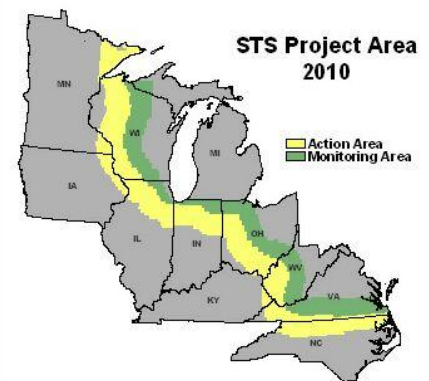 STS Project Area
2010
Action Area
Monitoring Area
MN
WI
MI
IA
IL
IN
OH
WV
VA
KY
NC